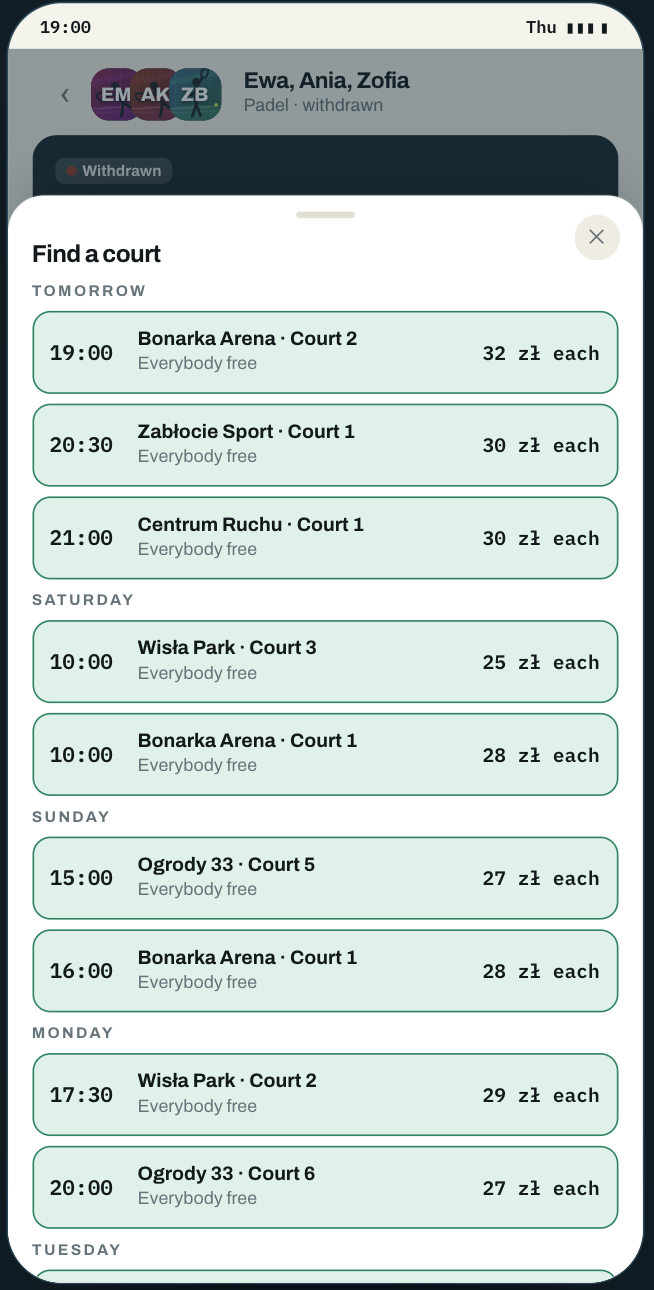 19:00
Thu
EM AK ZB
Ewa, Ania, Zofia
Padel · withdrawn
Withdrawn
Find a court
TOMORROW
19:00
Bonarka Arena · Court 2
Everybody free
32 zł each
20:30
Zabłocie Sport · Court 1
Everybody free
30 zł each
21:00
Centrum Ruchu · Court 1
Everybody free
30 zł each
SATURDAY
10:00
Wisła Park · Court 3
Everybody free
25 zł each
10:00
Bonarka Arena · Court 1
Everybody free
28 zł each
SUNDAY
15:00
Ogrody 33 · Court 5
Everybody free
27 zł each
16:00
Bonarka Arena · Court 1
Everybody free
28 zł each
MONDAY
17:30
Wisła Park · Court 2
Everybody free
29 zł each
20:00
Ogrody 33 · Court 6
Everybody free
27 zł each
TUESDAY